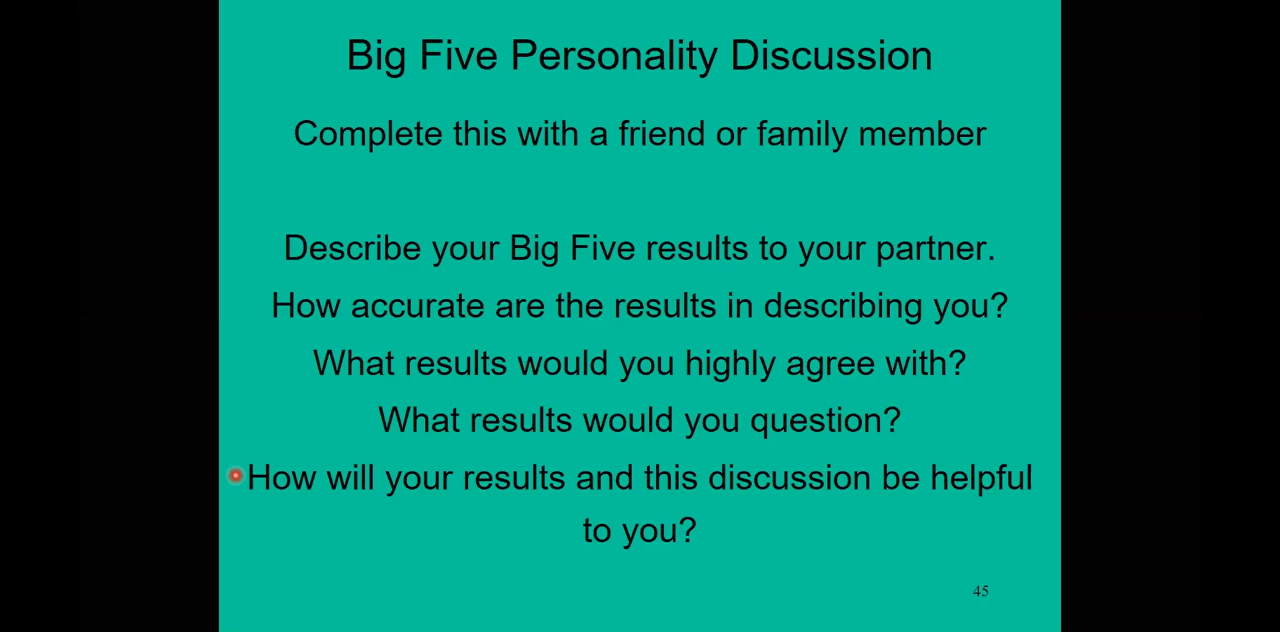 Big Five Personality Discussion
Complete this with a friend or family member
Describe your Big Five results to your partner.
How accurate are the results in describing you?
What results would you highly agree with?
What results would you question?
How will your results and this discussion be helpful
to you?
45